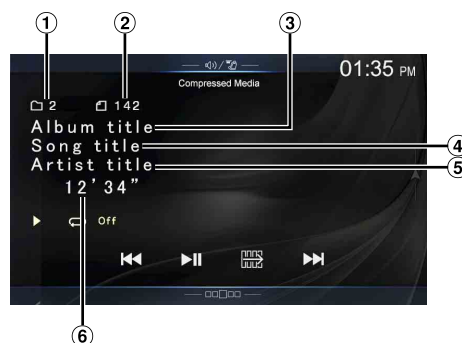 1 2 3
01:35 PM
Compressed Media
2 142
Album title
Song title 4
Artist title 5
12’34”
Off
6